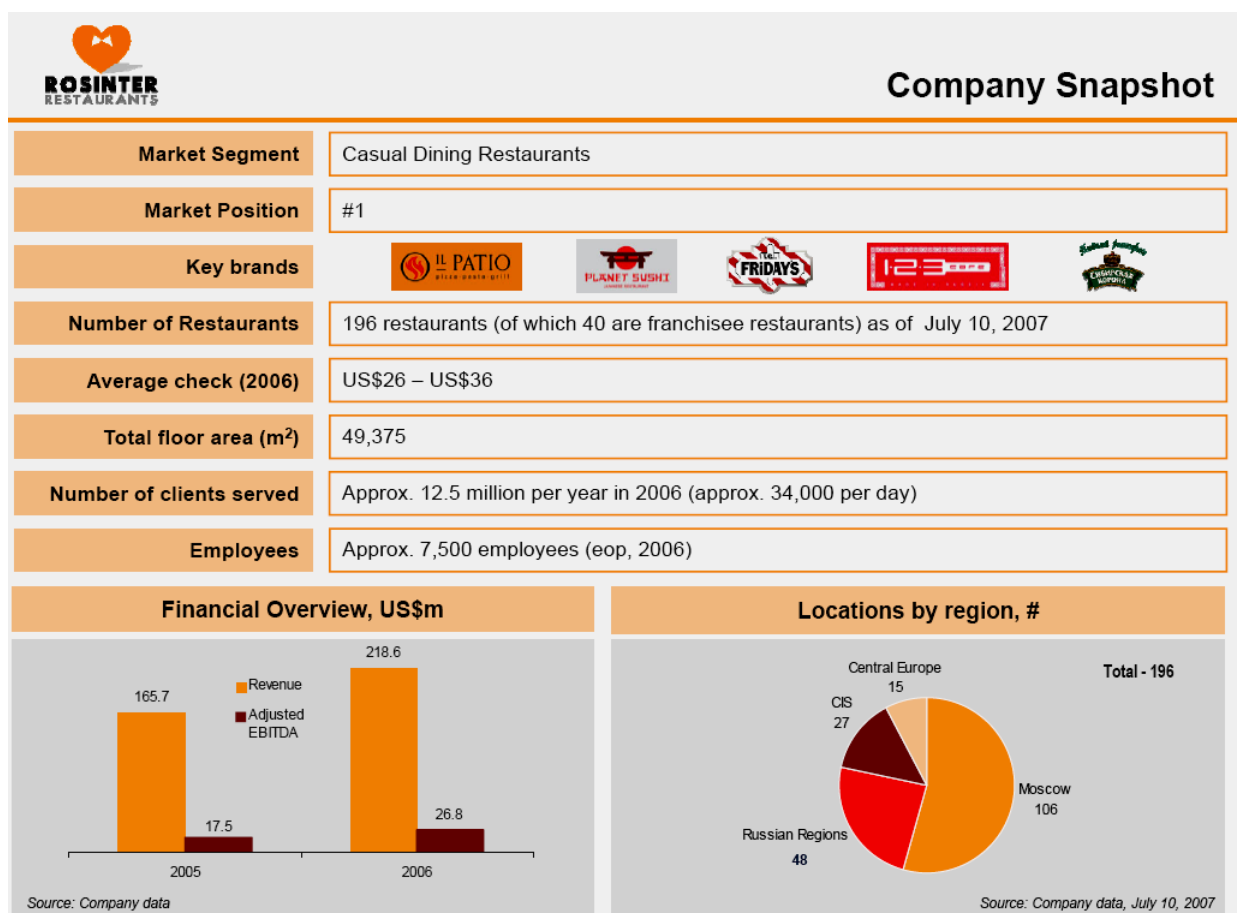 ROSINTER
RESTAURANTS
Company Snapshot
Market Segment
Casual Dining Restaurants
Market Position
#1
Key brands
IL PATIO
pizza·pasta·grill
PLANET SUSHI
JAPANESE RESTAURANT
FRiDAYS
1·2·3 cafe
СИБИРСКАЯ
КОРОНА
Number of Restaurants
196 restaurants (of which 40 are franchisee restaurants) as of July 10, 2007
Average check (2006)
US$26 – US$36
Total floor area (m²)
49,375
Number of clients served
Approx. 12.5 million per year in 2006 (approx. 34,000 per day)
Employees
Approx. 7,500 employees (eop, 2006)
Financial Overview, US$m
218.6
165.7
Revenue
Adjusted
EBITDA
17.5
26.8
2005
2006
Source: Company data
Locations by region, #
Total - 196
Central Europe
15
CIS
27
Moscow
106
Russian Regions
48
Source: Company data, July 10, 2007